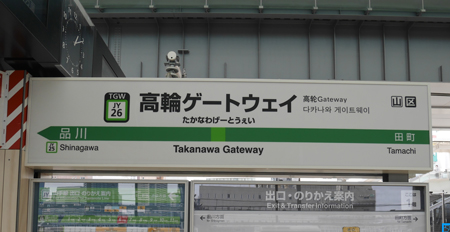 TGW
JY
26
高輪ゲートウェイ
たかなわげーとうぇい
高轮Gateway
다카나와 게이트웨이
山区
品川
田町
JY
25
Shinagawa
Takanawa Gateway
Tamachi
出口・のりかえ案内
Exit & Transfer Information